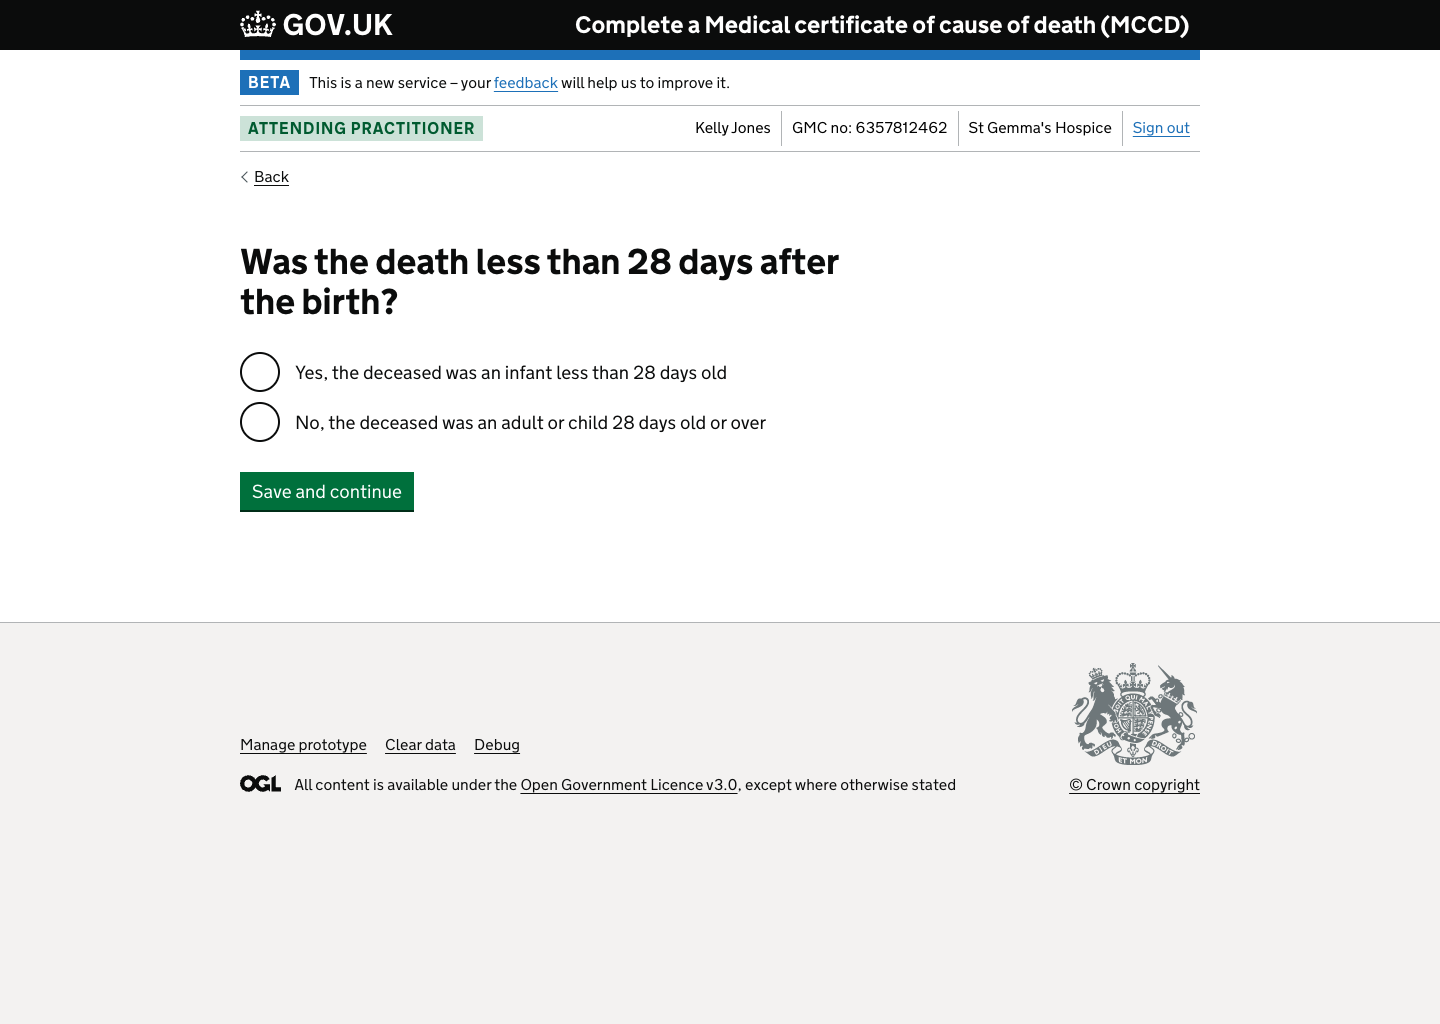 GOV.UK
Complete a Medical certificate of cause of death (MCCD)
BETA This is a new service – your feedback will help us to improve it.
ATTENDING PRACTITIONER
Kelly Jones GMC no: 6357812462 St Gemma's Hospice Sign out
Back
Was the death less than 28 days after
the birth?
Yes, the deceased was an infant less than 28 days old
No, the deceased was an adult or child 28 days old or over
Save and continue
DIEU ET MON DROIT
Manage prototype Clear data Debug
OGL All content is available under the Open Government Licence v3.0, except where otherwise stated
© Crown copyright